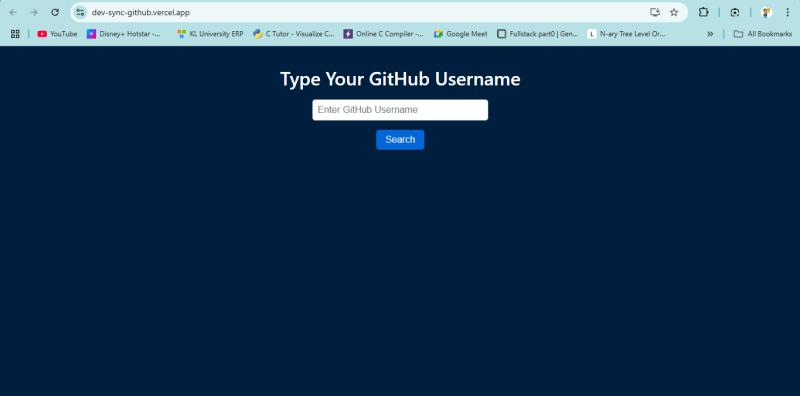 dev-sync-github.vercel.app
YouTube
Disney+ Hotstar -...
KL University ERP
C Tutor - Visualize C...
Online C Compiler -...
Google Meet
Fullstack part0 | Gen...
L
N-ary Tree Level Or...
All Bookmarks
Type Your GitHub Username
Enter GitHub Username
Search